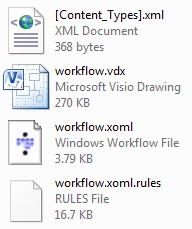 [Content_Types].xml
XML Document
368 bytes
workflow.vdx
Microsoft Visio Drawing
270 KB
workflow.xoml
Windows Workflow File
3.79 KB
workflow.xoml.rules
RULES File
16.7 KB